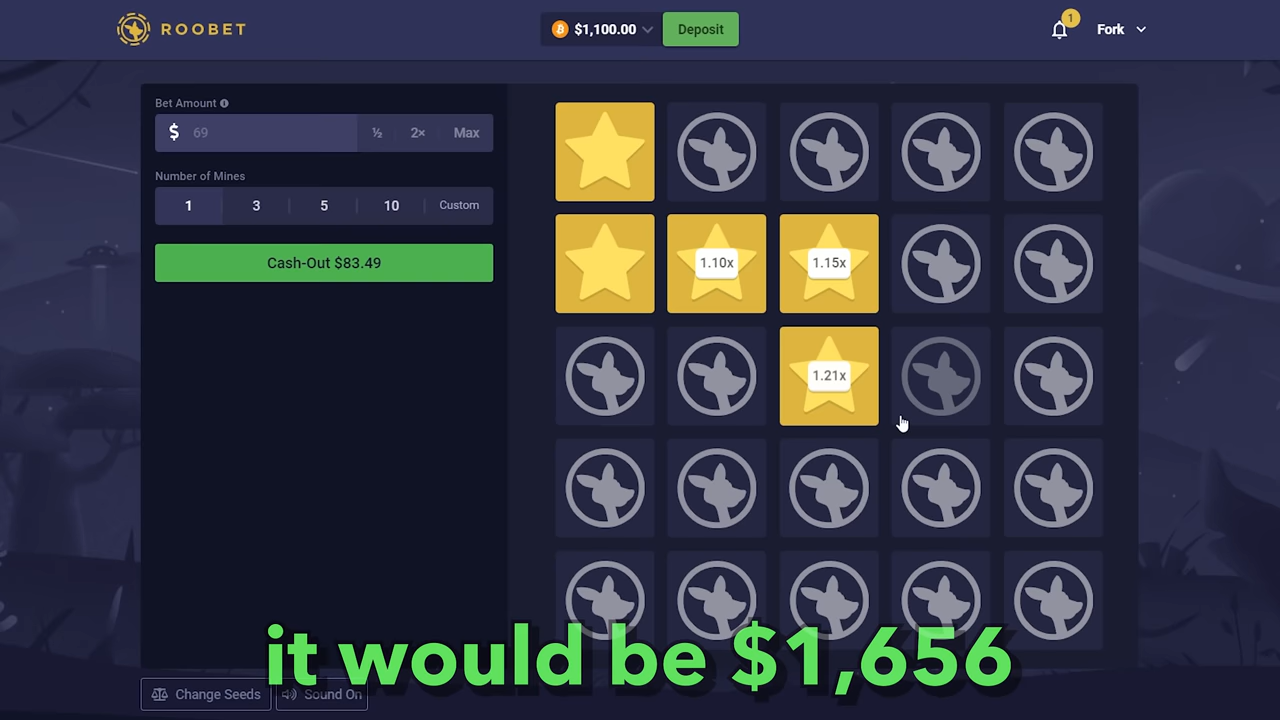 ROOBET
$1,100.00
Deposit
1
Fork
Bet Amount
$ 69 ½ 2× Max
Number of Mines
1 3 5 10 Custom
Cash-Out $83.49
1.10x 1.15x
1.21x
it would be $1,656
Change Seeds
Sound On